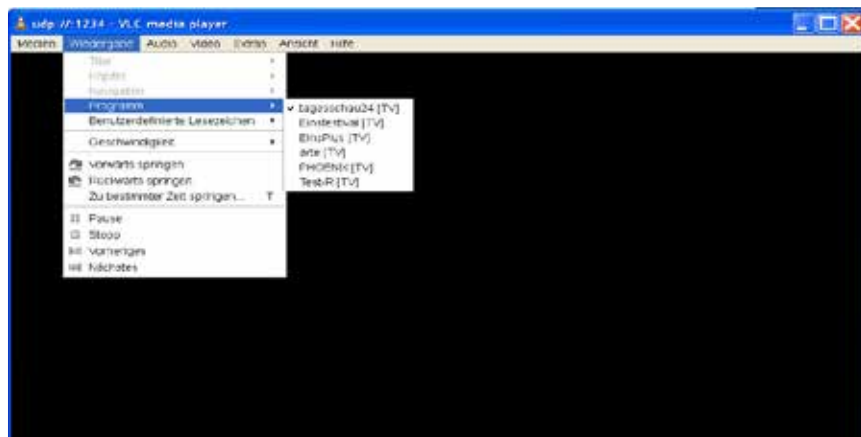 udp://:1234 - VLC media player
Medien Wiedergabe Audio Video Extras Ansicht Hilfe
Titel
Kapitel
Navigation
Programm
Benutzerdefinierte Lesezeichen
Geschwindigkeit
Vorwärts springen
Rückwärts springen
Zu bestimmter Zeit springen... T
Pause
Stopp
Vorheriges
Nächstes
tagesschau24 [TV]
Einsfestival [TV]
EinsPlus [TV]
arte [TV]
PHOENIX [TV]
Test-R [TV]